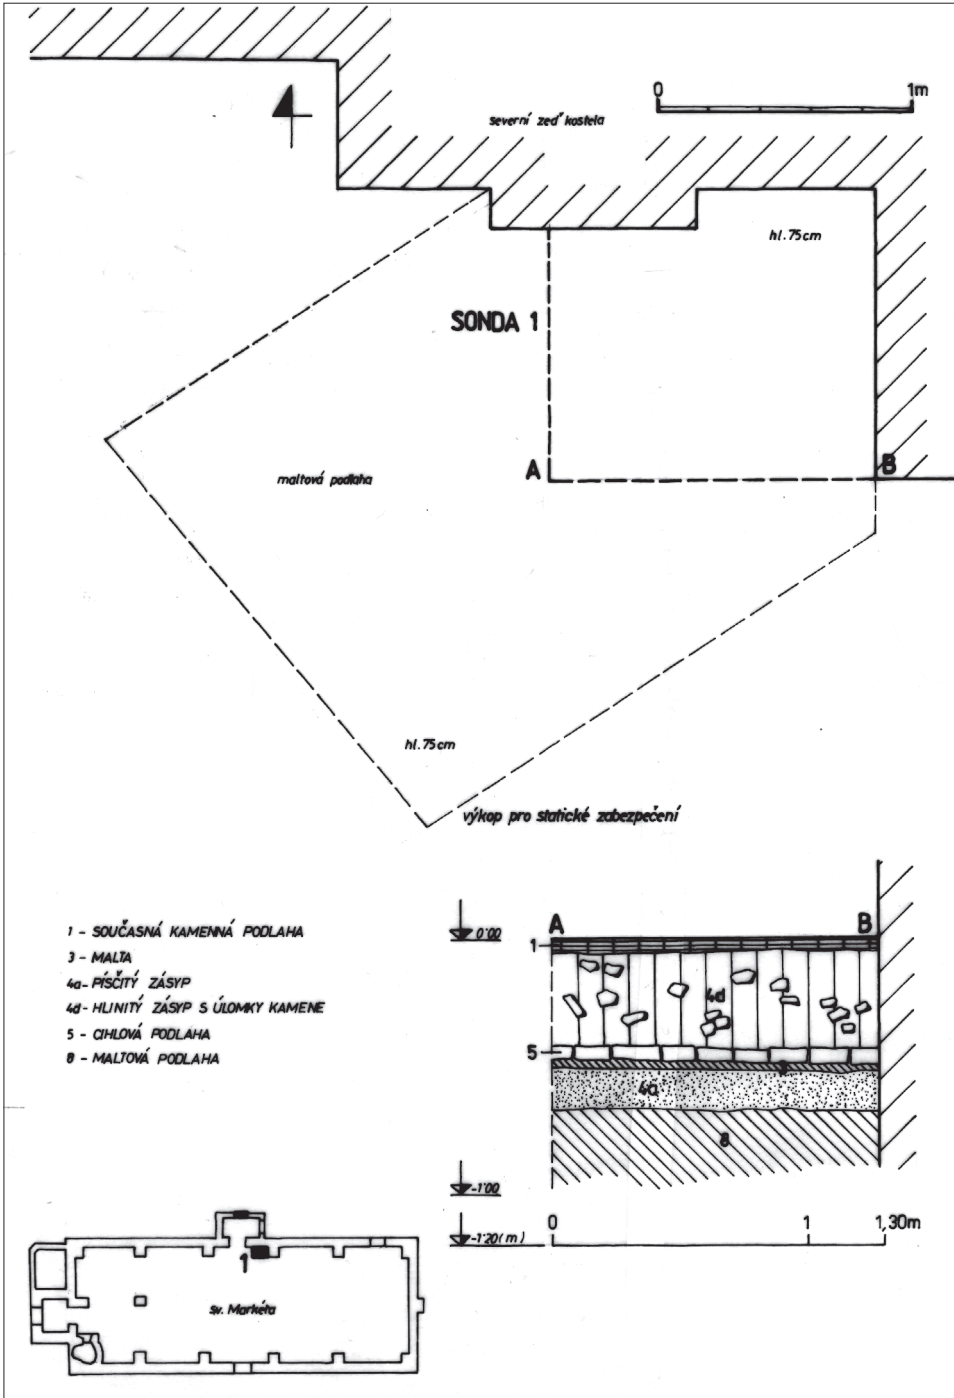 0 1m
severní zeď kostela
hl. 75cm
SONDA 1
A B
maltová podlaha
hl. 75cm
výkop pro statické zabezpečení
1 - SOUČASNÁ KAMENNÁ PODLAHA
3 - MALTA
4a - PÍSČITÝ ZÁSYP
4d - HLINITÝ ZÁSYP S ÚLOMKY KAMENE
5 - CIHLOVÁ PODLAHA
8 - MALTOVÁ PODLAHA
A B
0'00
1
4d
5
4a
8
-1'00
0 1 1,30m
-1'20 (m)
1
sv. Markéta